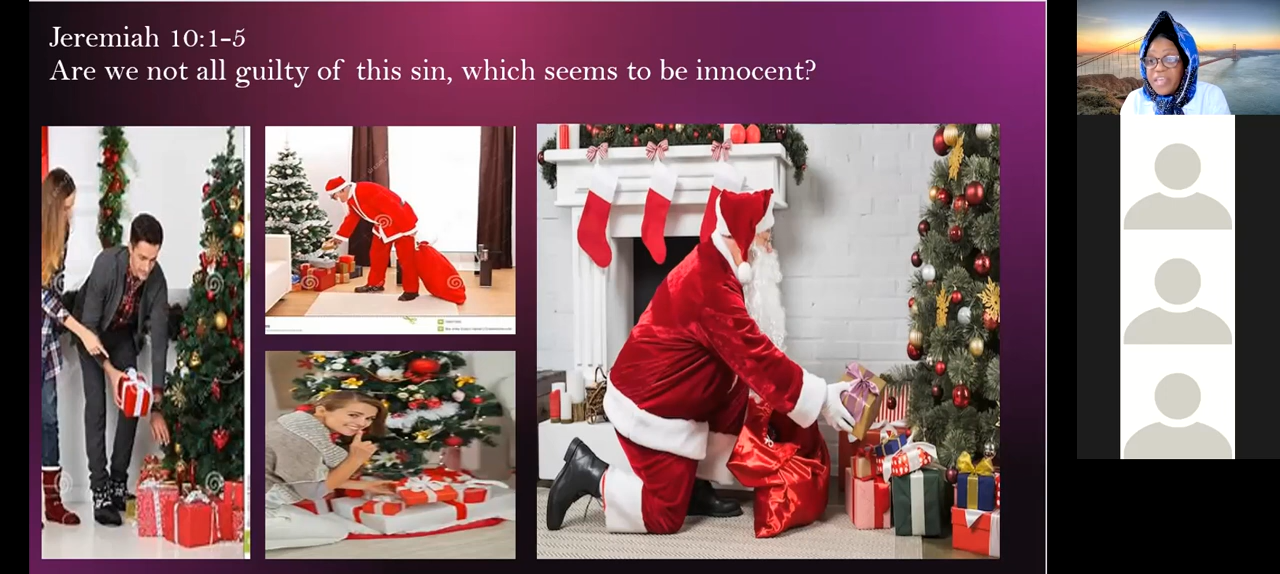 Jeremiah 10:1-5
Are we not all guilty of this sin, which seems to be innocent?